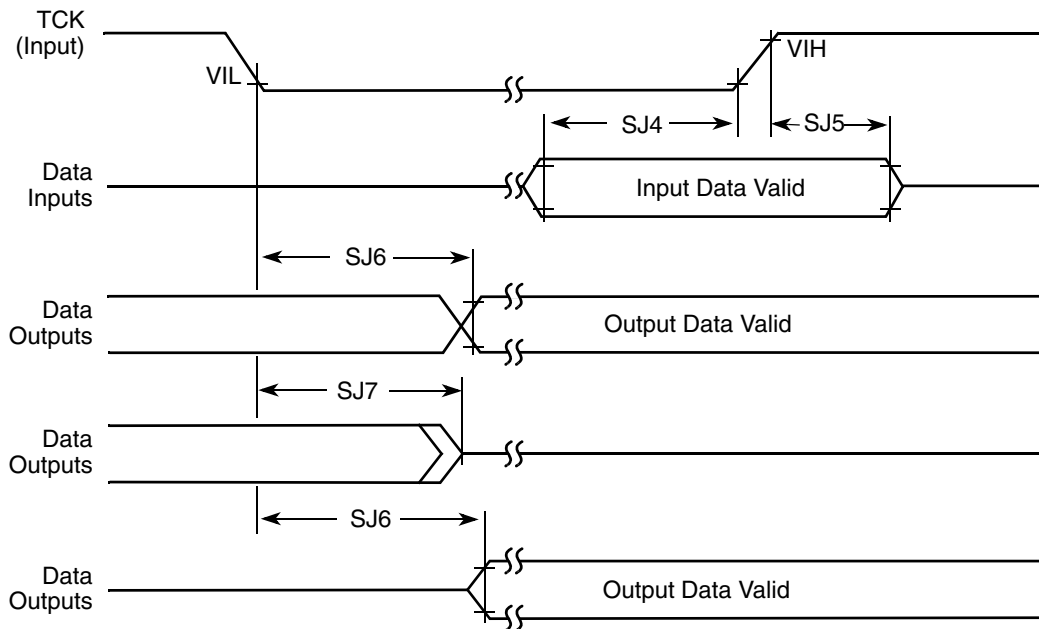 TCK
(Input)
VIL
VIH
SJ4
SJ5
Data
Inputs
Input Data Valid
SJ6
Data
Outputs
Output Data Valid
SJ7
Data
Outputs
SJ6
Data
Outputs
Output Data Valid